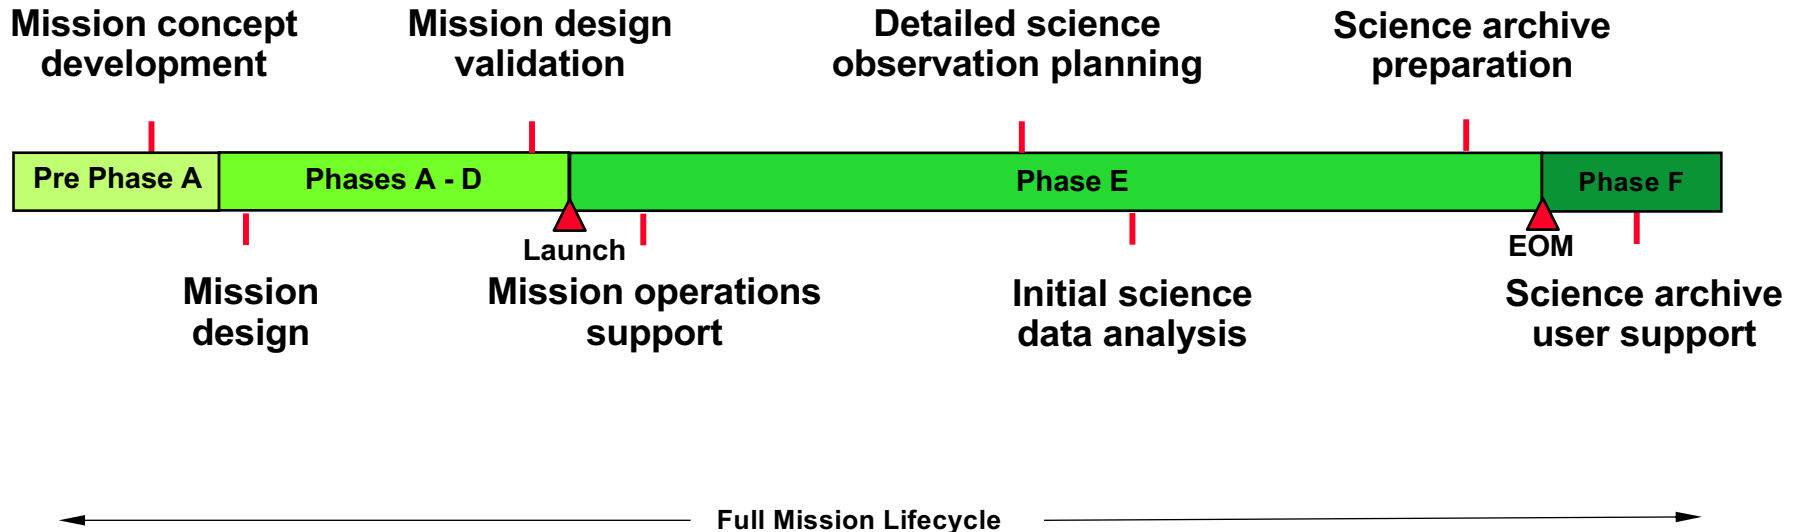 Mission concept
development
Mission design
validation
Detailed science
observation planning
Science archive
preparation
Pre Phase A
Phases A - D
Phase E
Phase F
Launch
EOM
Mission
design
Mission operations
support
Initial science
data analysis
Science archive
user support
Full Mission Lifecycle